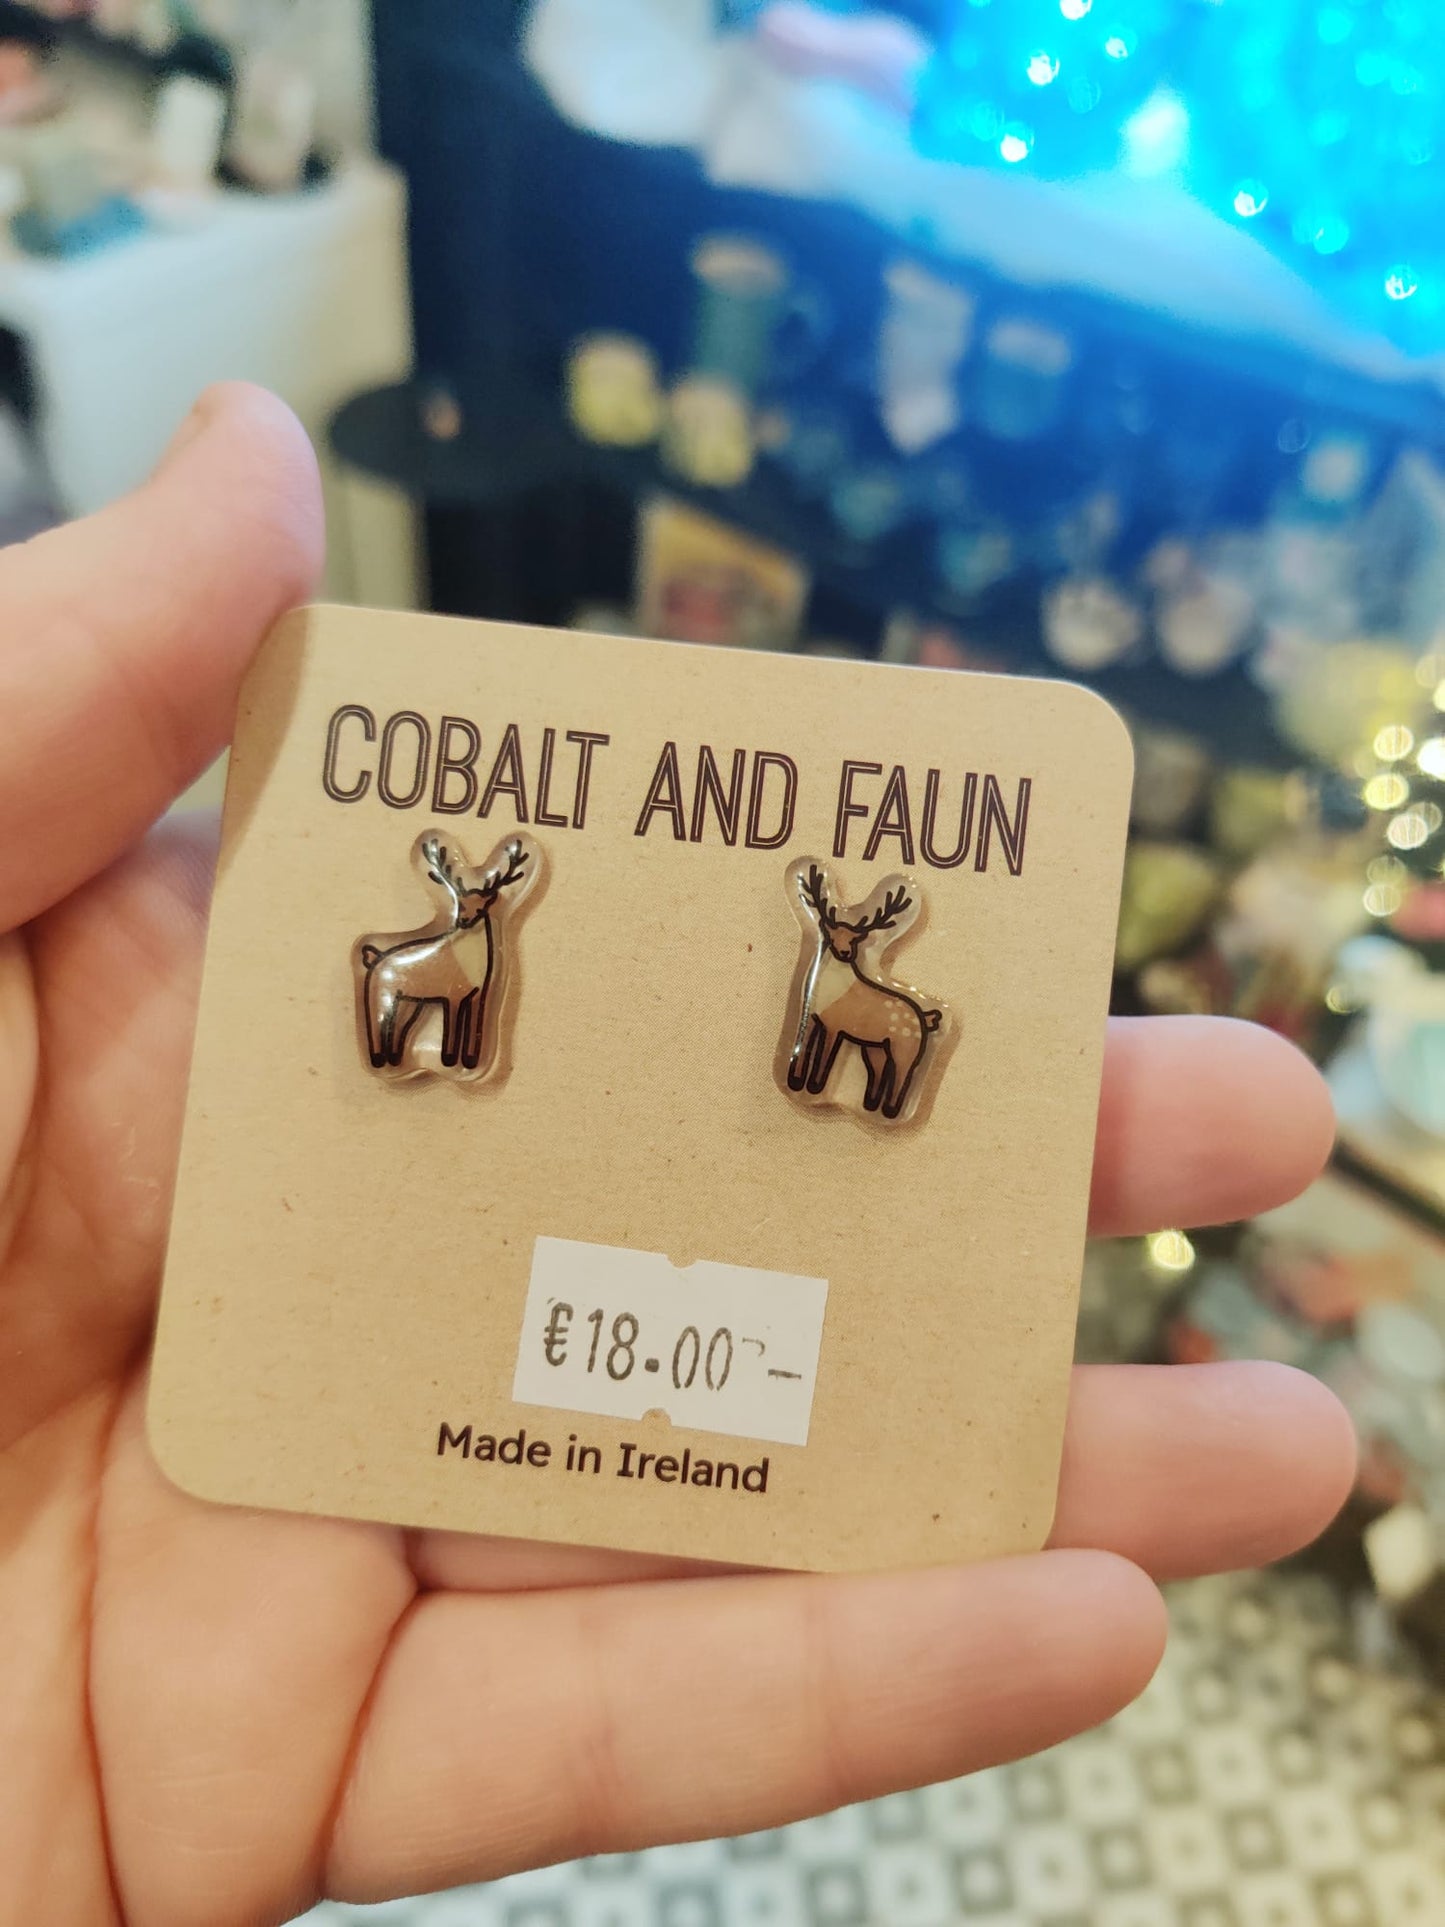 COBALT AND FAUN
€18.00
Made in Ireland